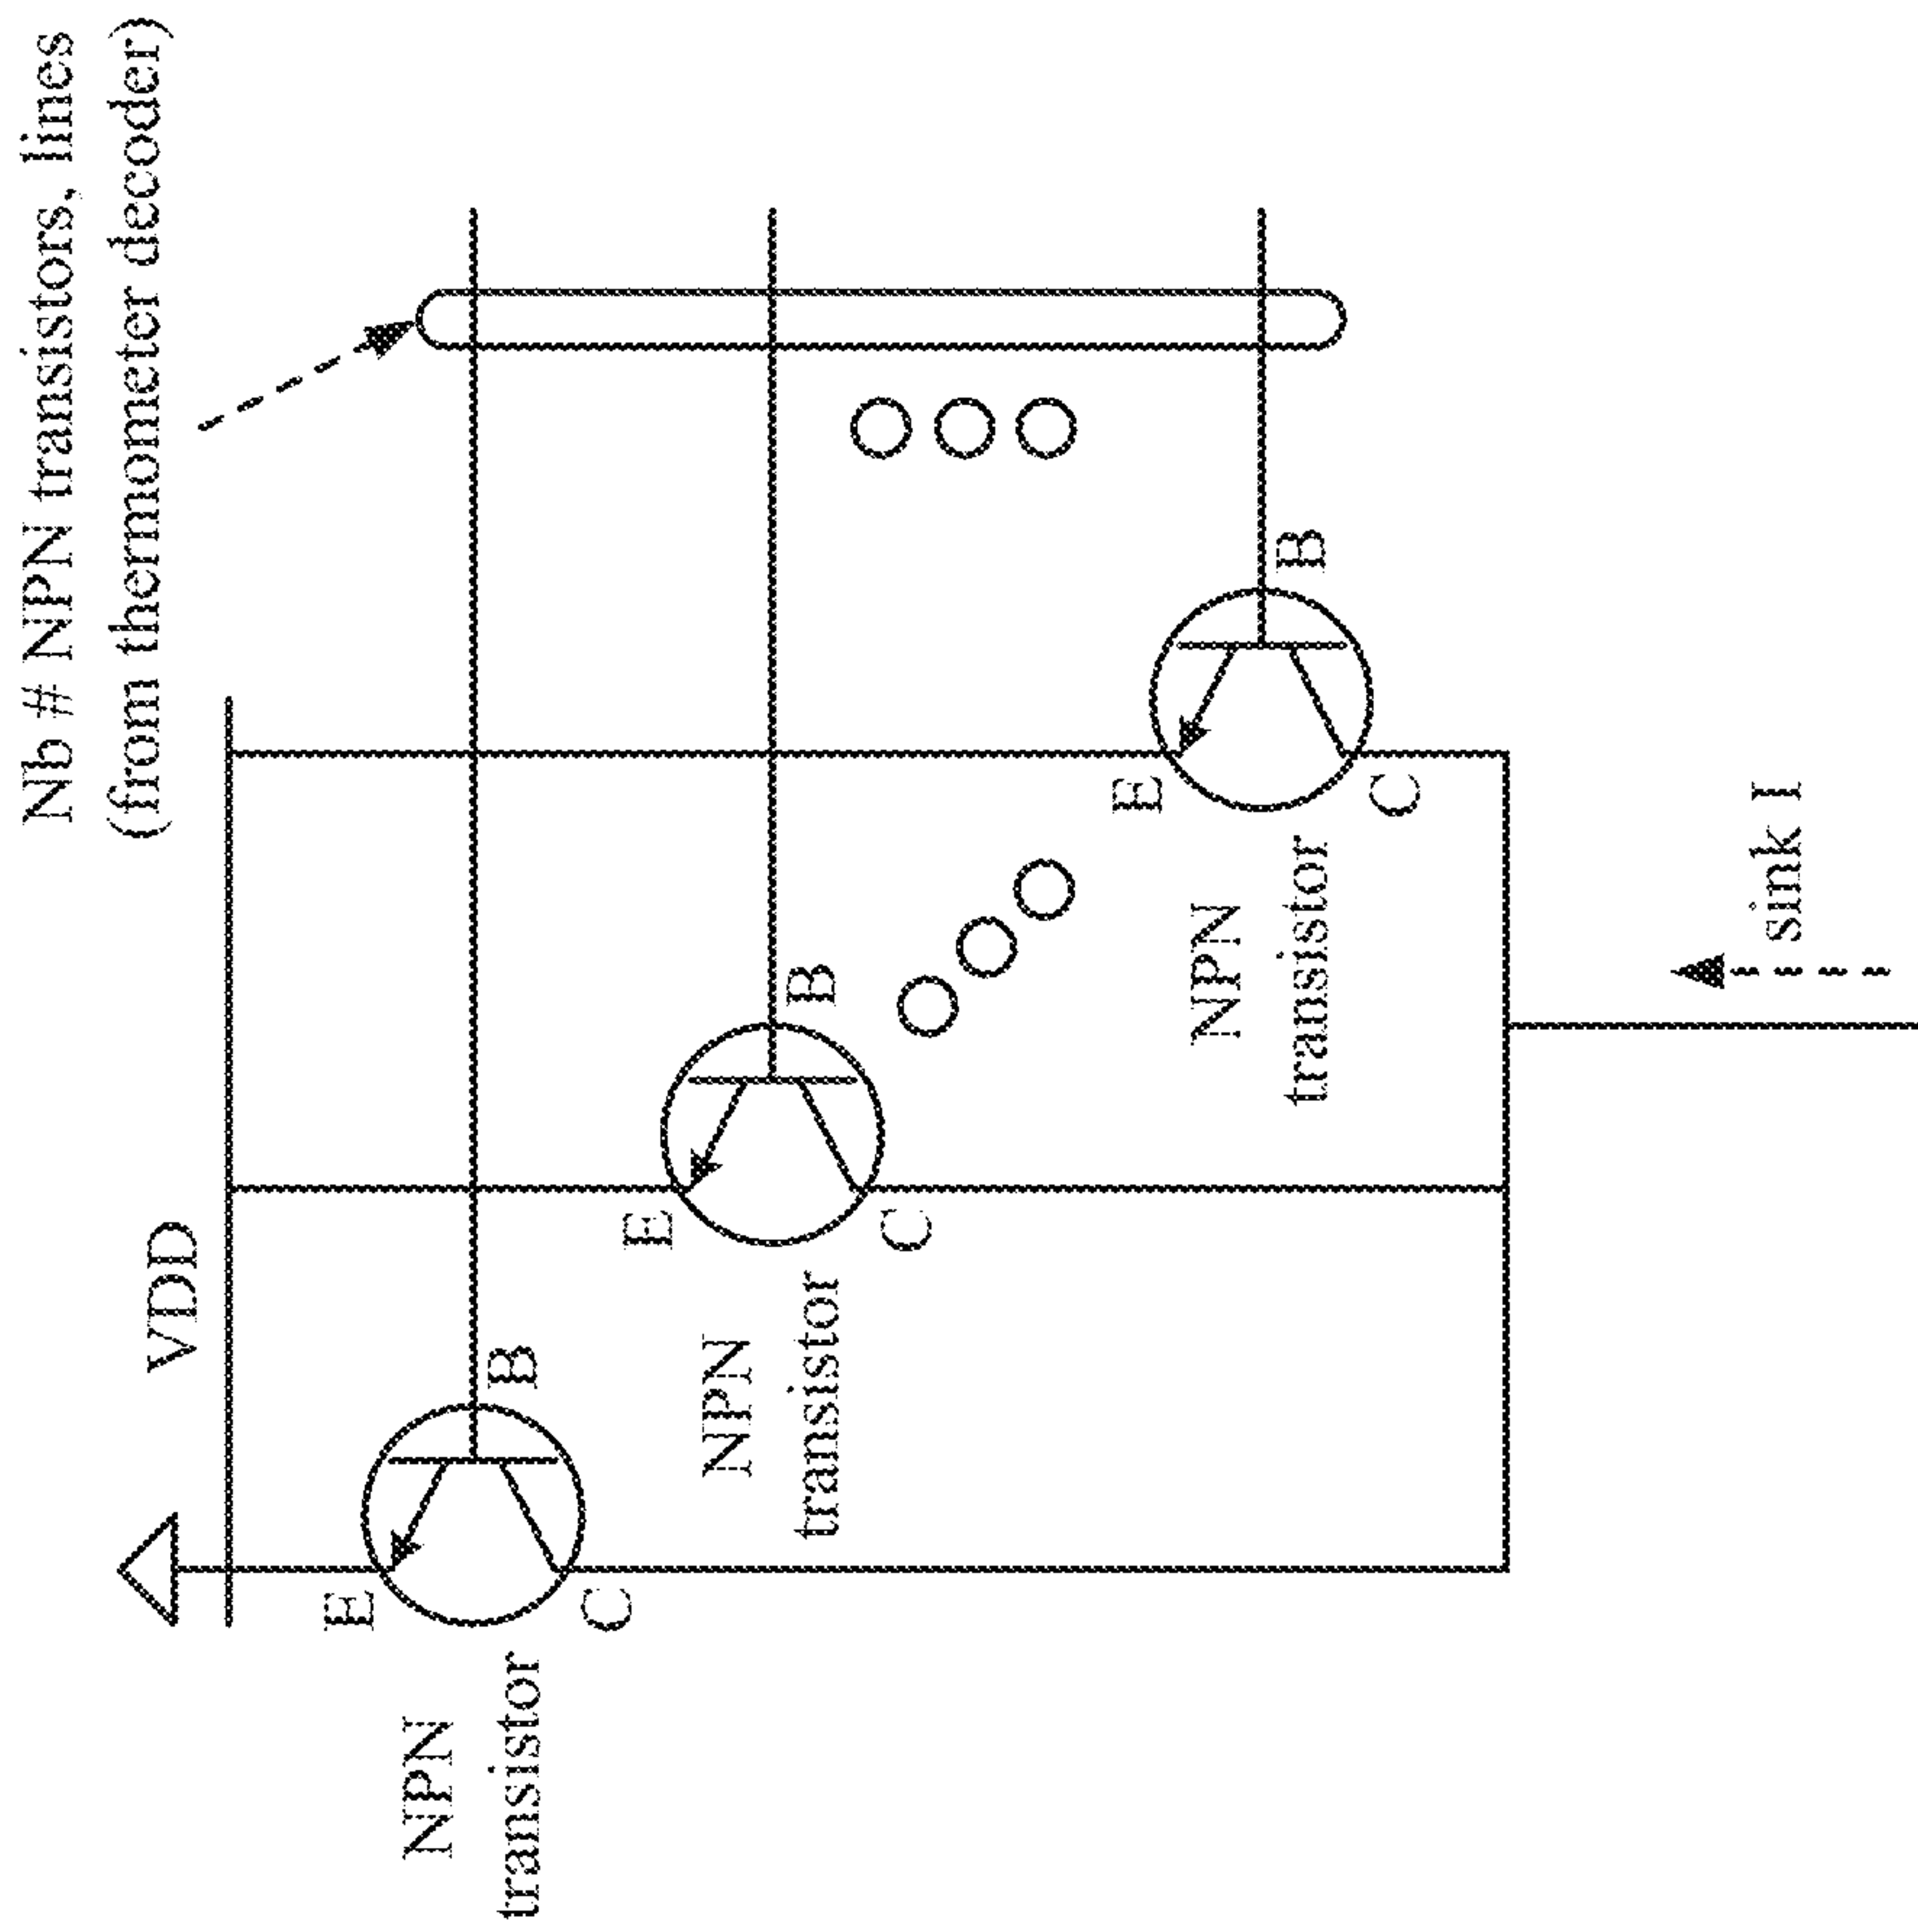 Nb # NPN transistors, lines
(from thermometer decoder)
VDD
NPN
transistor
E
B
C
NPN
transistor
E
B
C
NPN
transistor
E
B
C
sink I